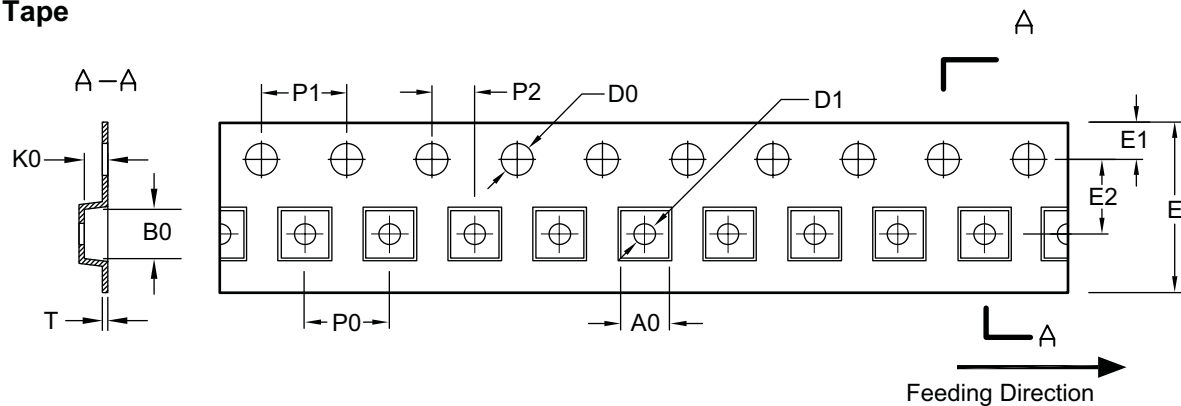 Tape
A
A–A
P1
P2
D0
D1
K0
E1
E2
E
B0
T
P0
A0
A
Feeding Direction